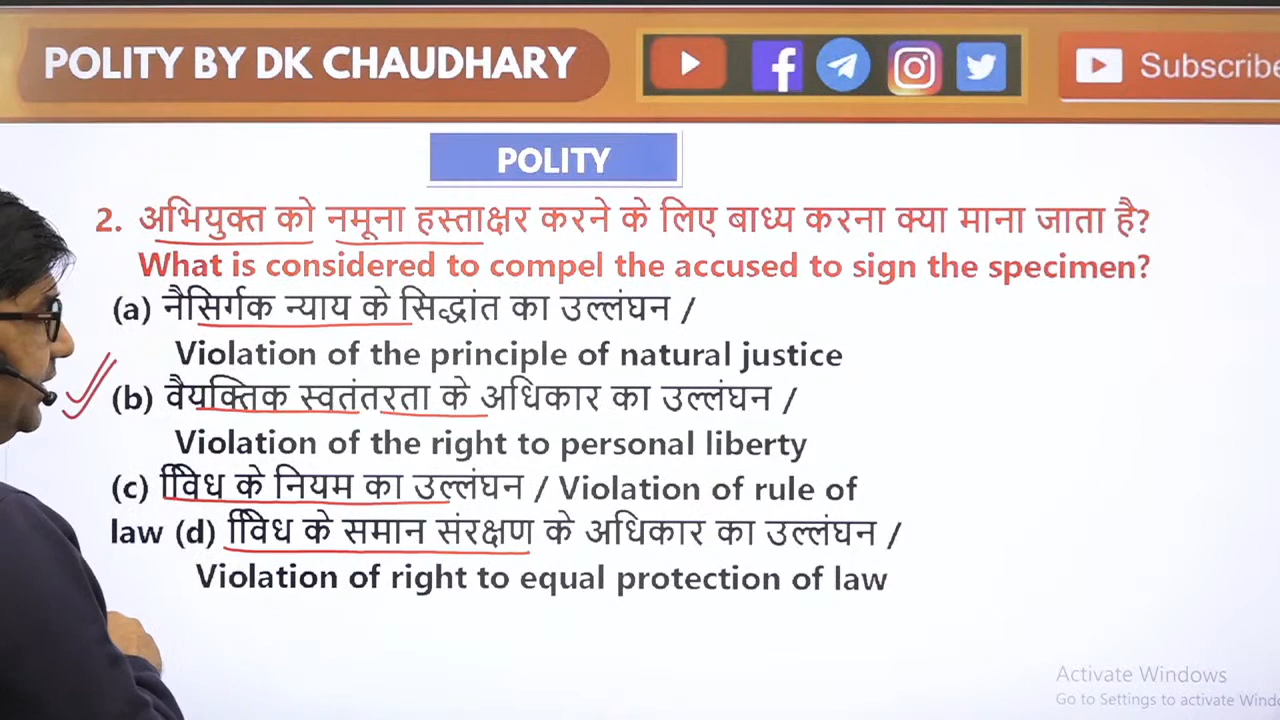 POLITY BY DK CHAUDHARY
Subscribe
POLITY
2. अभियुक्त को नमूना हस्ताक्षर करने के लिए बाध्य करना क्या माना जाता है?
What is considered to compel the accused to sign the specimen?
(a) नैसिर्गक न्याय के सिद्धांत का उल्लंघन /
Violation of the principle of natural justice
(b) वैयक्तिक स्वतंतरता के अधिकार का उल्लंघन /
Violation of the right to personal liberty
(c) विििध के नियम का उल्लंघन / Violation of rule of
law (d) विििध के समान संरक्षण के अधिकार का उल्लंघन /
Violation of right to equal protection of law
Activate Windows
Go to Settings to activate